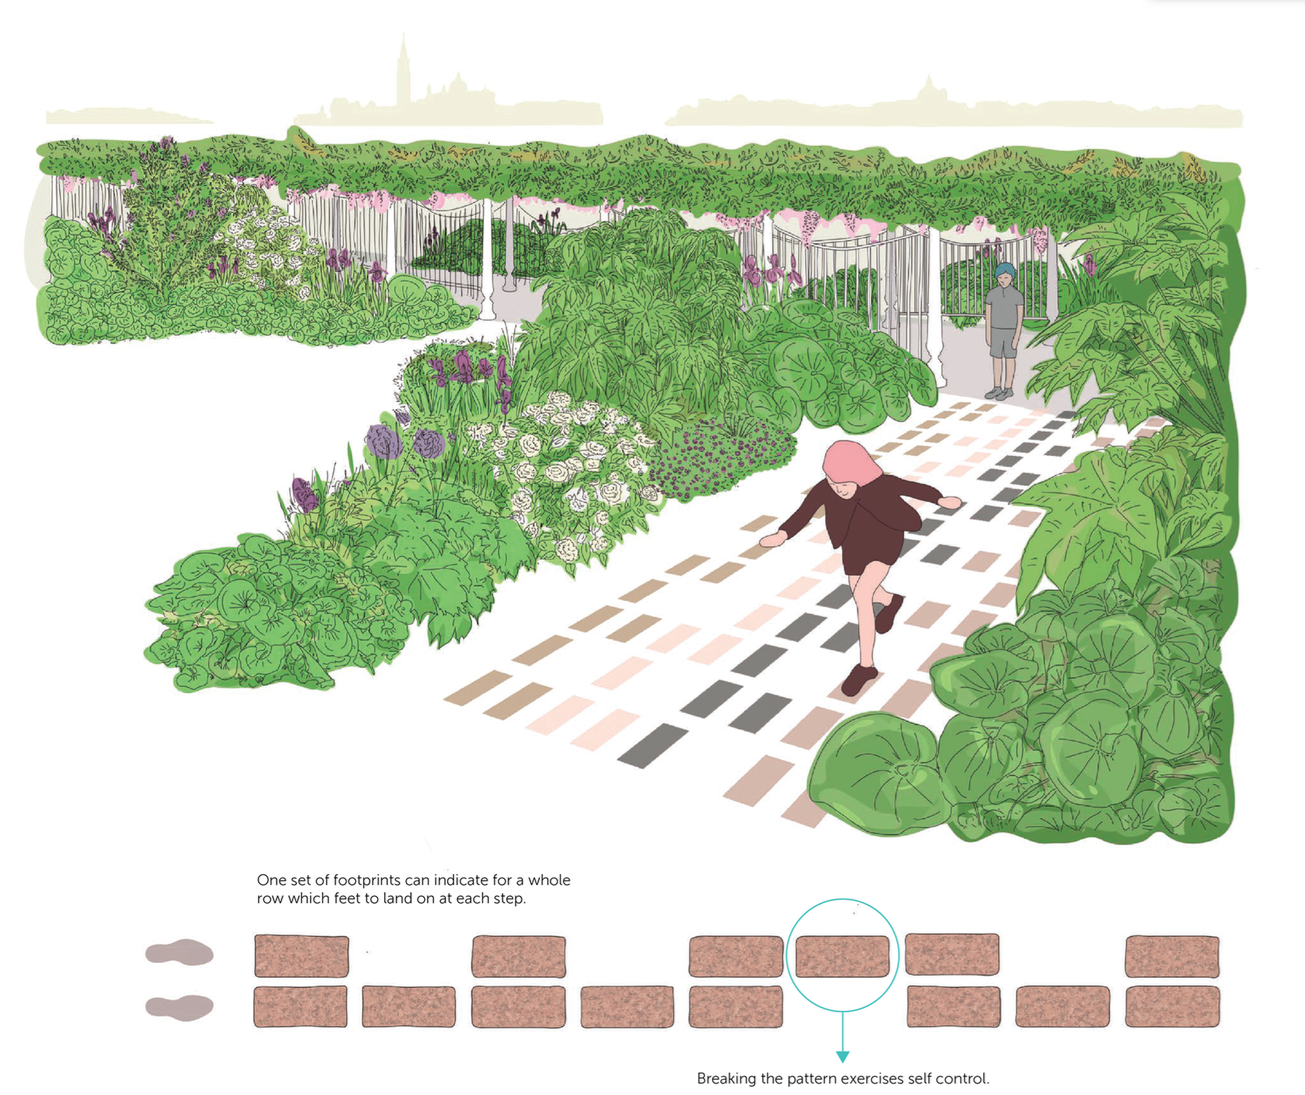 One set of footprints can indicate for a whole
row which feet to land on at each step.
Breaking the pattern exercises self control.